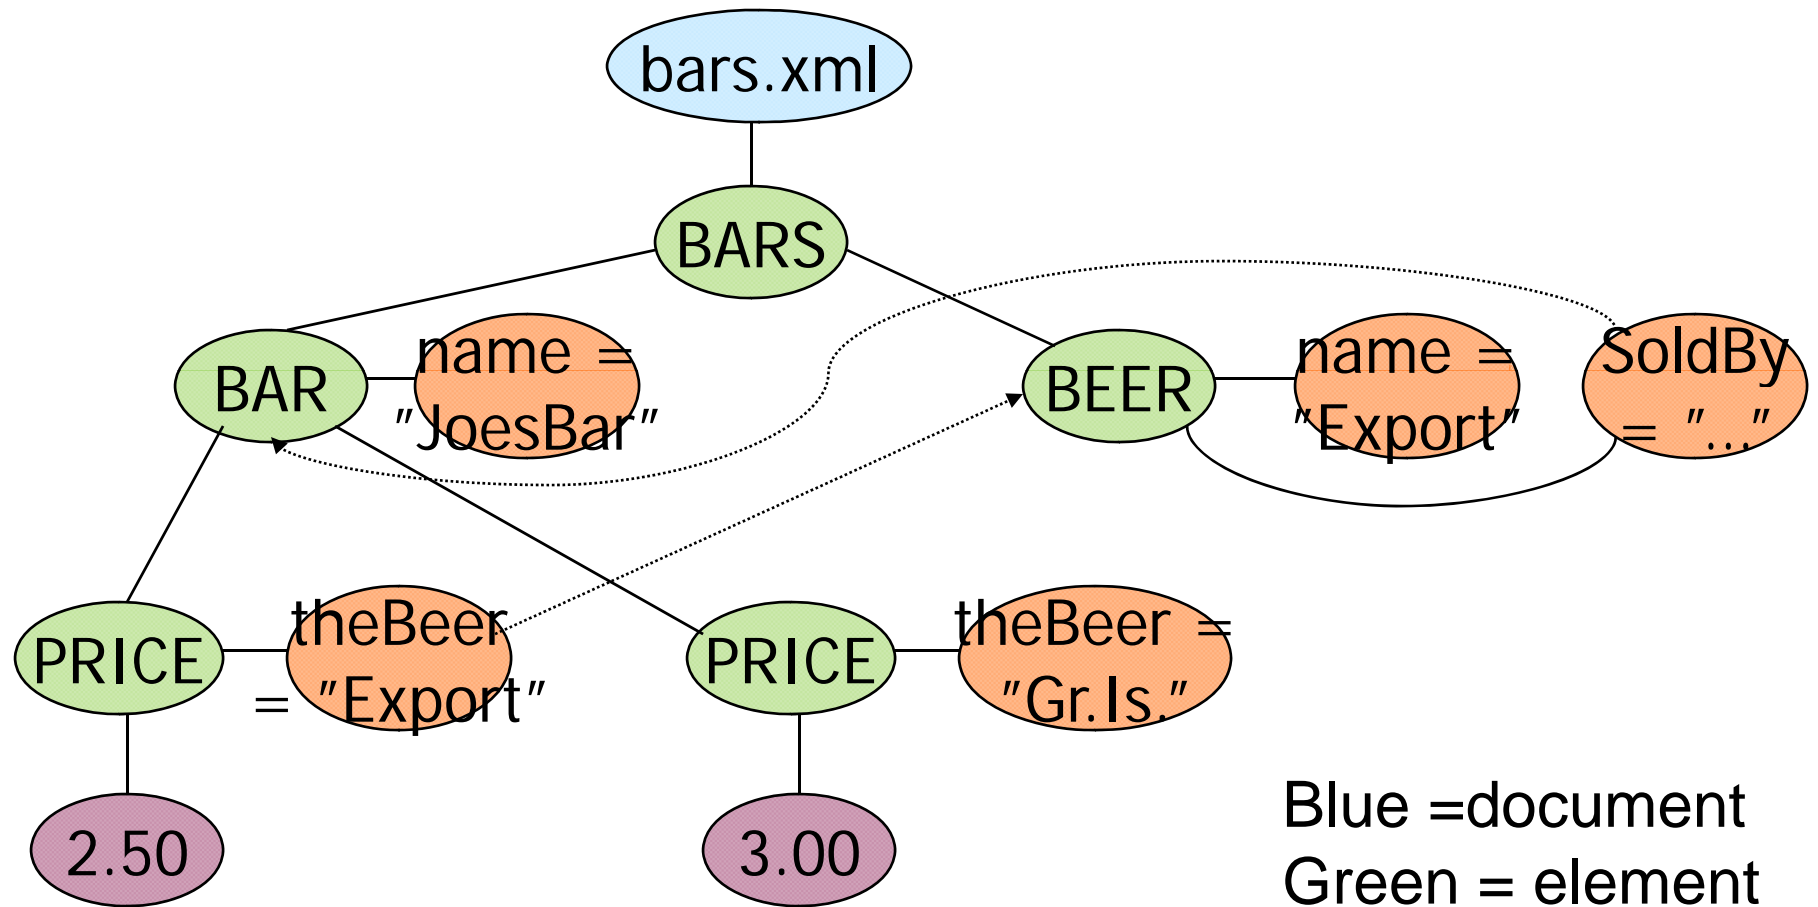 bars.xml
BARS
BAR
name =
"JoesBar"
BEER
name =
"Export"
SoldBy
= "…"
PRICE
theBeer
= "Export"
PRICE
theBeer =
"Gr.Is."
2.50
3.00
Blue =document
Green = element